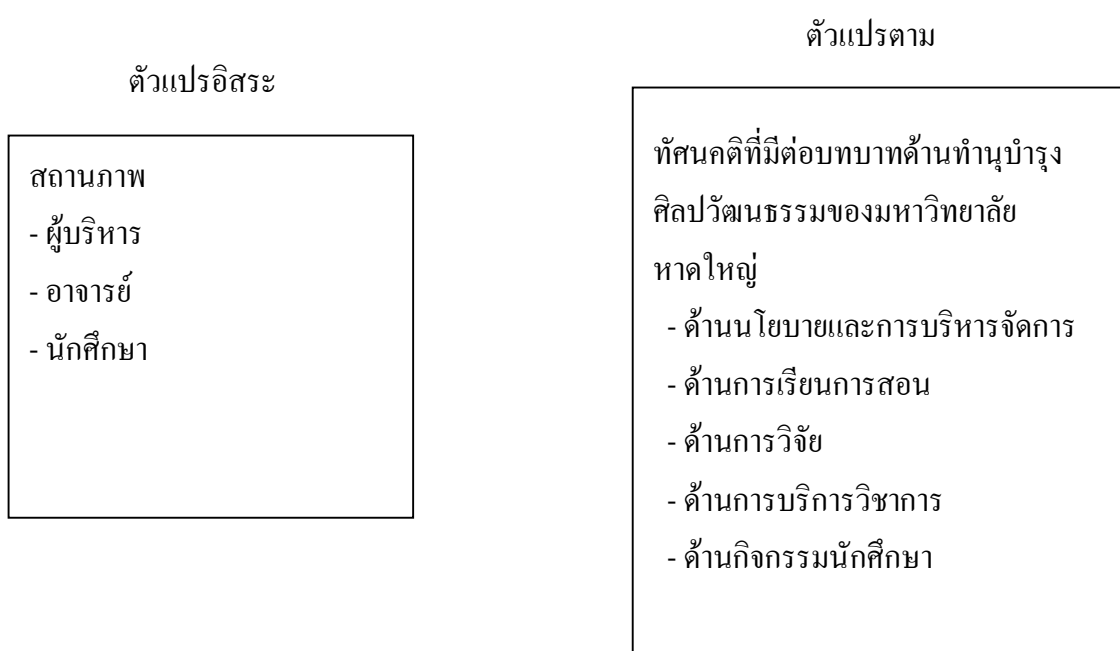 ตัวแปรอิสระ
สถานภาพ
- ผู้บริหาร
- อาจารย์
- นักศึกษา
ตัวแปรตาม
ทัศนคติที่มีต่อบทบาทด้านทำนุบำรุง
ศิลปวัฒนธรรมของมหาวิทยาลัย
หาดใหญ่
- ด้านนโยบายและการบริหารจัดการ
- ด้านการเรียนการสอน
- ด้านการวิจัย
- ด้านการบริการวิชาการ
- ด้านกิจกรรมนักศึกษา